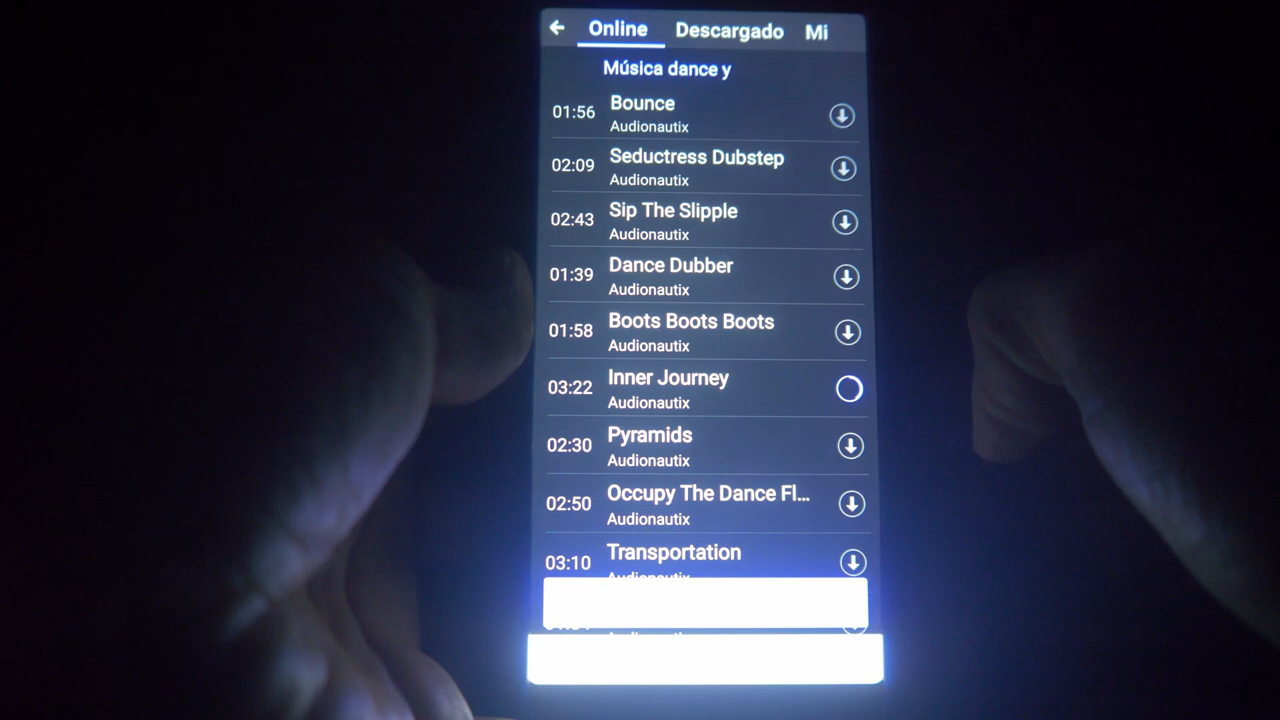 Online Descargado Mi
Música dance y
01:56 Bounce
Audionautix
02:09 Seductress Dubstep
Audionautix
02:43 Sip The Slipple
Audionautix
01:39 Dance Dubber
Audionautix
01:58 Boots Boots Boots
Audionautix
03:22 Inner Journey
Audionautix
02:30 Pyramids
Audionautix
02:50 Occupy The Dance Fl...
Audionautix
03:10 Transportation
Audionautix